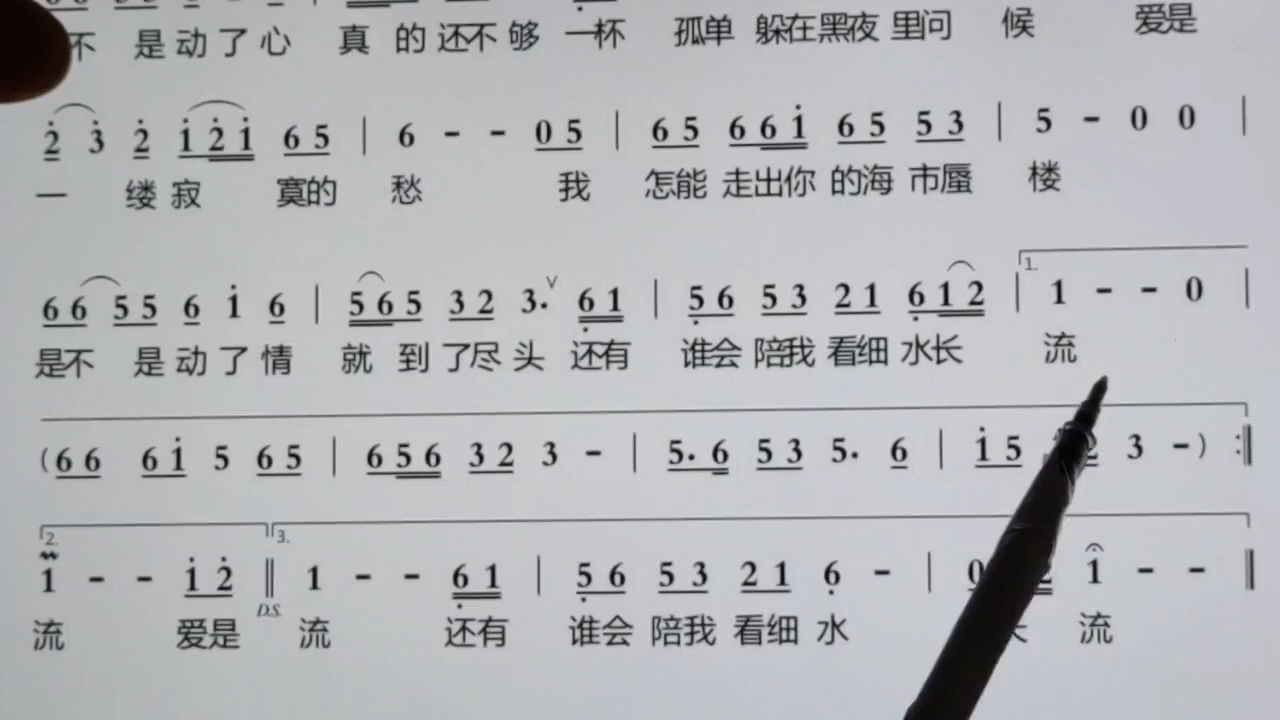 不 是动了心 真 的还不够 一杯 孤单 躲在黑夜 里问 候 爱是
2 3 2 1 2 1 6 5 | 6 - - 0 5 | 6 5 6 6 1 6 5 5 3 | 5 - 0 0 |
一 缕寂 寞的 愁 我 怎能 走出你 的海 市蜃 楼
1.
6 6 5 5 6 1 6 | 5 6 5 3 2 3. V 6 1 | 5 6 5 3 2 1 6 1 2 | 1 - - 0 |
是不 是动了情 就 到了尽头 还有 谁会 陪我 看细 水长 流
(6 6 6 1 5 6 5 | 6 5 6 3 2 3 - | 5. 6 5 3 5. 6 | 1 5 3 - ) :‖
2. 3.
1 - - 1 2 ‖ 1 - - 6 1 | 5 6 5 3 2 1 6 - | 0 2 1 - - ‖
D.S.
流 爱是 流 还有 谁会 陪我 看细 水 流